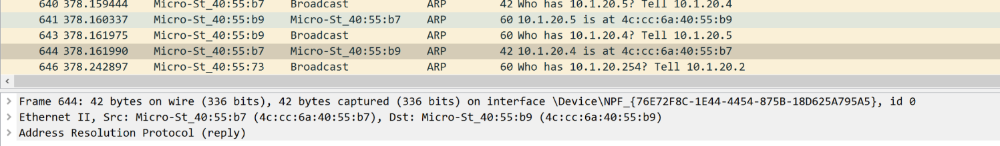 640 378.159444 Micro-St_40:55:b7 Broadcast ARP 42 Who has 10.1.20.5? Tell 10.1.20.4
641 378.160337 Micro-St_40:55:b9 Micro-St_40:55:b7 ARP 60 10.1.20.5 is at 4c:cc:6a:40:55:b9
643 378.161975 Micro-St_40:55:b9 Broadcast ARP 60 Who has 10.1.20.4? Tell 10.1.20.5
644 378.161990 Micro-St_40:55:b7 Micro-St_40:55:b9 ARP 42 10.1.20.4 is at 4c:cc:6a:40:55:b7
646 378.242897 Micro-St_40:55:73 Broadcast ARP 60 Who has 10.1.20.254? Tell 10.1.20.2
Frame 644: 42 bytes on wire (336 bits), 42 bytes captured (336 bits) on interface \Device\NPF_{76E72F8C-1E44-4454-875B-18D625A795A5}, id 0
Ethernet II, Src: Micro-St_40:55:b7 (4c:cc:6a:40:55:b7), Dst: Micro-St_40:55:b9 (4c:cc:6a:40:55:b9)
Address Resolution Protocol (reply)